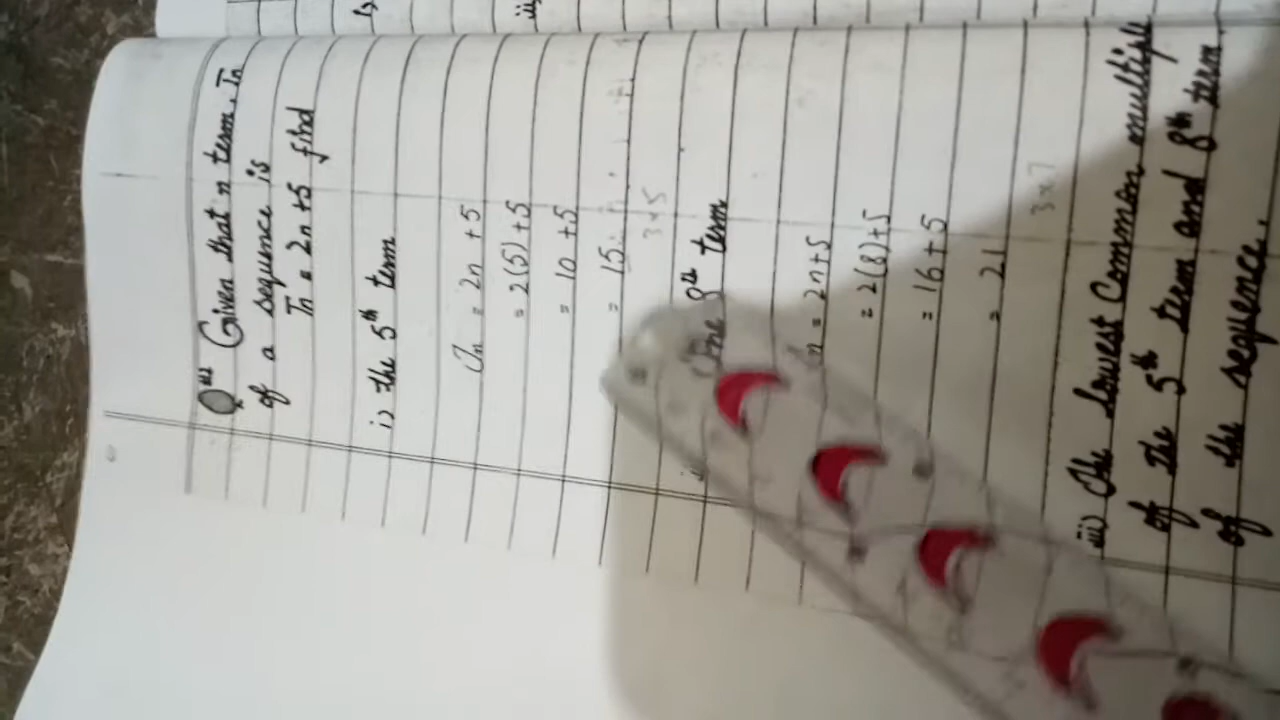 Given that n term. Tn
of a sequence is
Tn = 2n +5 find
i) the 5th term
Tn = 2n + 5
= 2(5) + 5
= 10 + 5
= 15
3 x 5
8th term
n = 2n+5
= 2(8)+5
= 16 + 5
= 21
3 x 7
iii) The Lowest Common multiple
of the 5th term and 8th term
of the sequence.